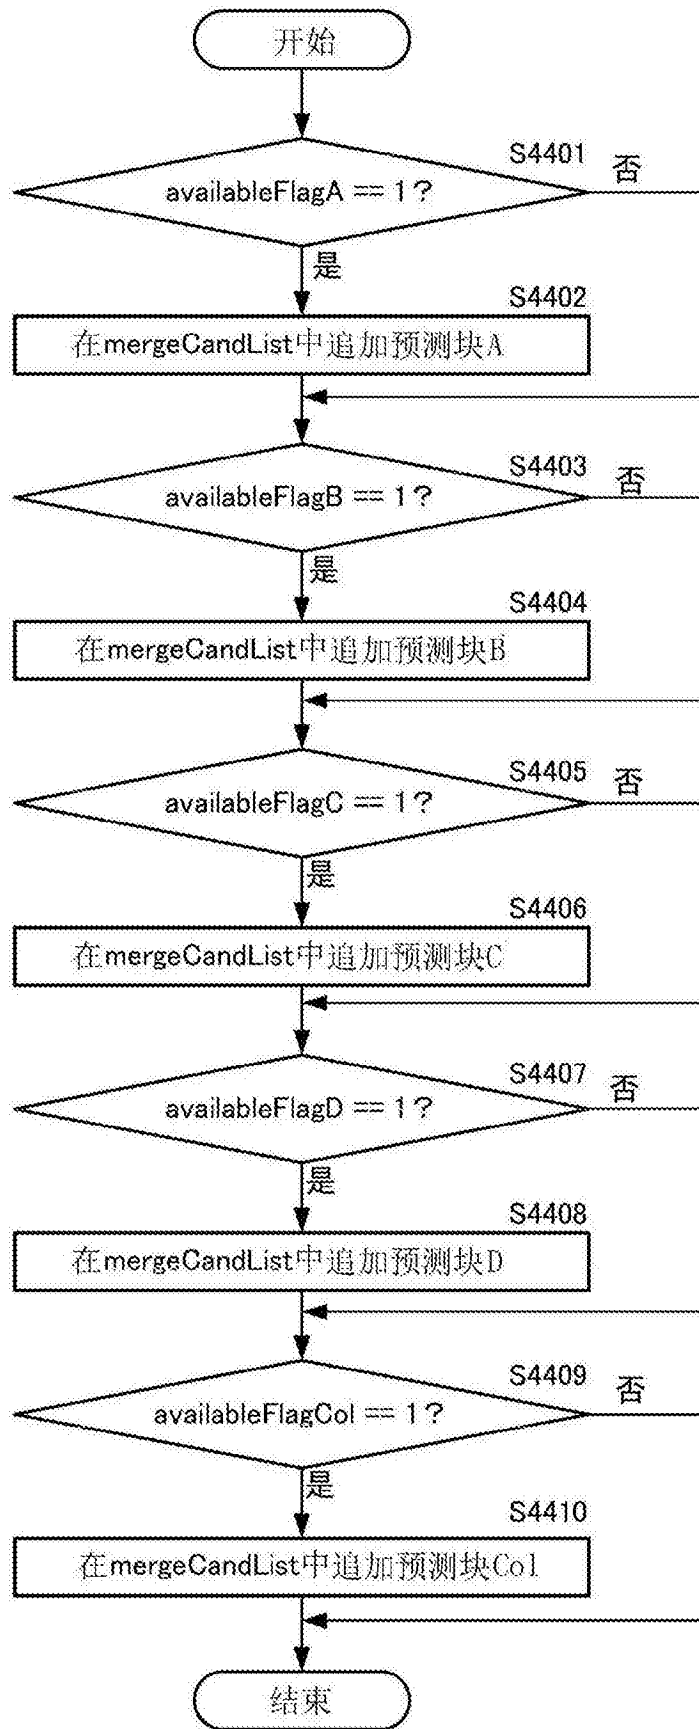 开始
S4401
否
availableFlagA == 1?
是
S4402
在mergeCandList中追加预测块A
S4403
否
availableFlagB == 1?
是
S4404
在mergeCandList中追加预测块B
S4405
否
availableFlagC == 1?
是
S4406
在mergeCandList中追加预测块C
S4407
否
availableFlagD == 1?
是
S4408
在mergeCandList中追加预测块D
S4409
否
availableFlagCol == 1?
是
S4410
在mergeCandList中追加预测块Col
结束